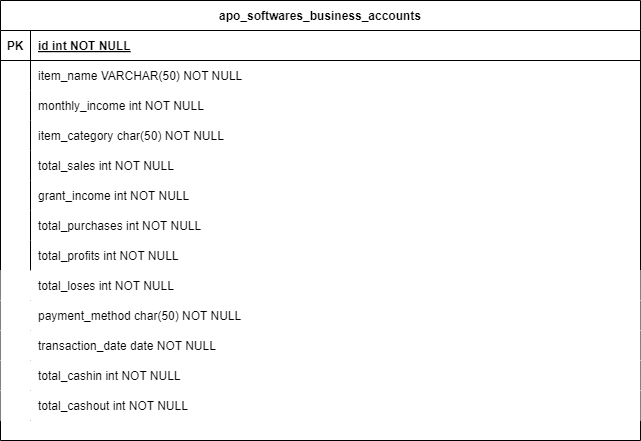 apo_softwares_business_accounts
PK id int NOT NULL
item_name VARCHAR(50) NOT NULL
monthly_income int NOT NULL
item_category char(50) NOT NULL
total_sales int NOT NULL
grant_income int NOT NULL
total_purchases int NOT NULL
total_profits int NOT NULL
total_loses int NOT NULL
payment_method char(50) NOT NULL
transaction_date date NOT NULL
total_cashin int NOT NULL
total_cashout int NOT NULL